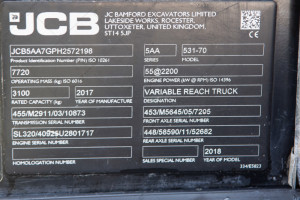 JCB
JC BAMFORD EXCAVATORS LIMITED
LAKESIDE WORKS, ROCESTER,
UTTOXETER, UNITED KINGDOM.
ST14 5JP
JCB5AA7GPH2572198
5AA 531-70
Product Identification Number (PIN) ISO 10261
SERIES MODEL
7720
55@2200
OPERATING MASS (kg) ISO 6016
ENGINE POWER (kW @ RPM) ISO 14396
3100 2017
VARIABLE REACH TRUCK
RATED CAPACITY (kg) YEAR OF MANUFACTURE
DESCRIPTION
455/M2911/03/10873
453/M5645/05/7205
TRANSMISSION SERIAL NUMBER
FRONT AXLE SERIAL NUMBER
SL320/40925U2801717
448/58590/11/52682
ENGINE SERIAL NUMBER
REAR AXLE SERIAL NUMBER
2018
HOMOLOGATION NUMBER
SALES SPECIAL NUMBER YEAR OF MODEL